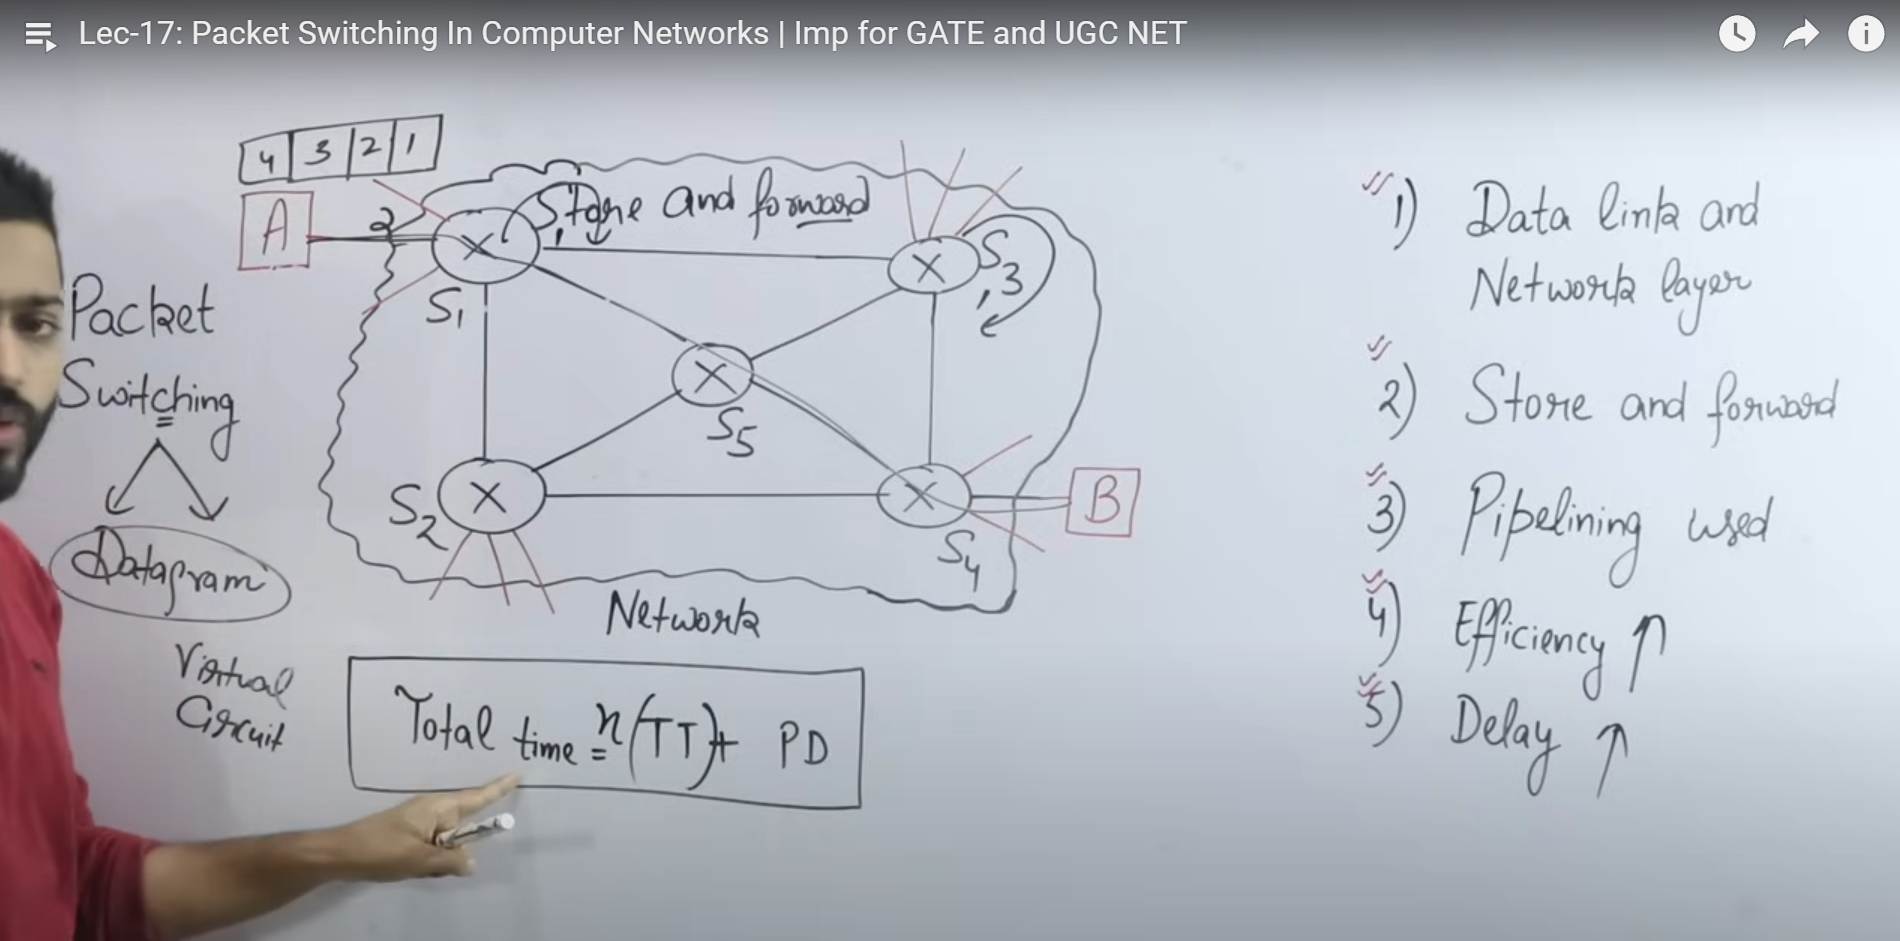 Lec-17: Packet Switching In Computer Networks | Imp for GATE and UGC NET
4 3 2 1
A
2
Store and forward
S1
S3
, 3
Packet
Switching
S5
S2
S4
B
Datagram
Network
Virtual
Circuit
Total time = n(TT)+ PD
1) Data link and
Network layer
2) Store and forward
3) Pipelining used
4) Efficiency ↑
5) Delay ↑